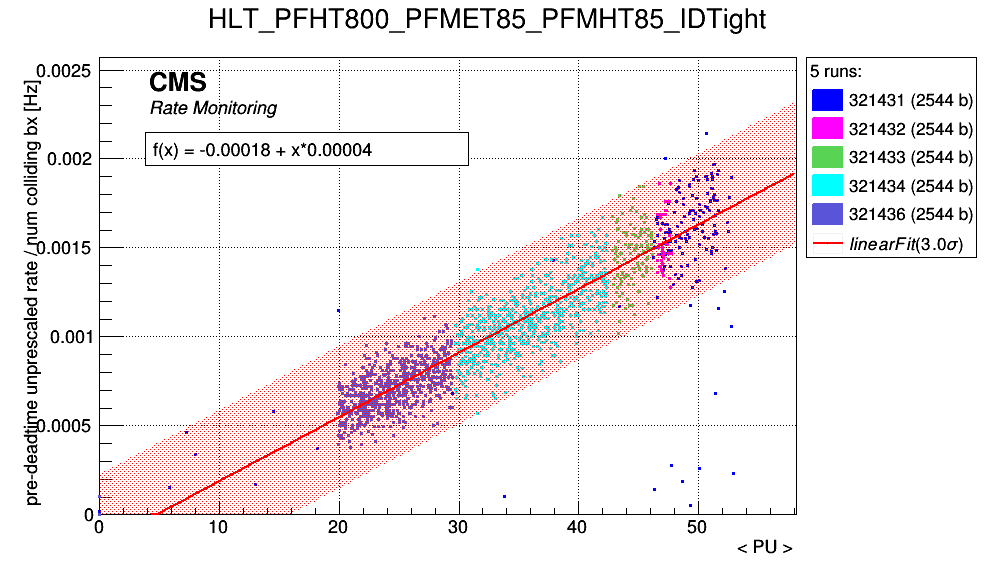 HLT_PFHT800_PFMET85_PFMHT85_IDTight
pre-deadtime unprescaled rate / num colliding bx [Hz]
0.0025
0.002
0.0015
0.001
0.0005
0
CMS
Rate Monitoring
f(x) = -0.00018 + x*0.00004
0 10 20 30 40 50
< PU >
5 runs:
321431 (2544 b)
321432 (2544 b)
321433 (2544 b)
321434 (2544 b)
321436 (2544 b)
linearFit(3.0σ)